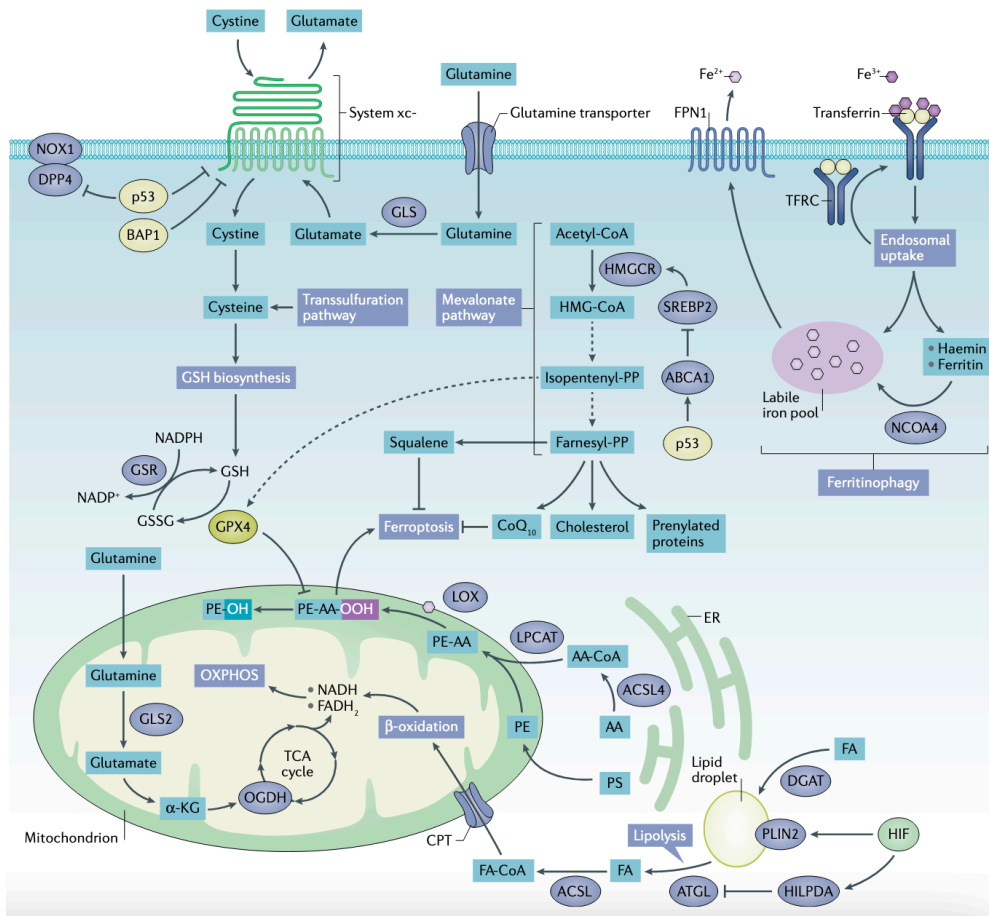 Cystine
Glutamate
System xc-
Glutamine
Glutamine transporter
Fe2+
FPN1
Fe3+
Transferrin
NOX1
DPP4
p53
BAP1
TFRC
Cystine
Glutamate
GLS
Glutamine
Acetyl-CoA
HMGCR
Endosomal
uptake
Cysteine
Transsulfuration
pathway
Mevalonate
pathway
HMG-CoA
SREBP2
GSH biosynthesis
Isopentenyl-PP
ABCA1
Labile
iron pool
Haemin
Ferritin
NCOA4
Squalene
Farnesyl-PP
p53
Ferritinophagy
NADPH
GSR
GSH
NADP+
GSSG
GPX4
Ferroptosis
CoQ10
Cholesterol
Prenylated
proteins
Glutamine
PE-OH
PE-AA-OOH
LOX
PE-AA
LPCAT
ER
AA-CoA
ACSL4
AA
Glutamine
OXPHOS
NADH
FADH2
GLS2
β-oxidation
PE
Glutamate
TCA
cycle
PS
FA
Lipid
droplet
DGAT
α-KG
OGDH
Mitochondrion
CPT
Lipolysis
PLIN2
HIF
FA-CoA
ACSL
FA
ATGL
HILPDA